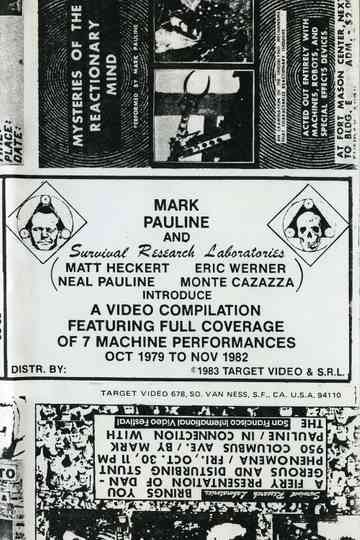 MYSTERIES OF THE
REACTIONARY
MIND
PERFORMED BY MARK PAULINE
ACTED OUT ENTIRELY WITH
MACHINES, ROBOTS, AND
SPECIAL EFFECTS DEVICES
AT FORT MASON CENTER, NEXT
TO BLDG. E
PLACE:
DATE:
MARK
PAULINE
AND
Survival Research Laboratories
(MATT HECKERT ERIC WERNER
NEAL PAULINE MONTE CAZAZZA)
INTRODUCE
A VIDEO COMPILATION
FEATURING FULL COVERAGE
OF 7 MACHINE PERFORMANCES
OCT 1979 TO NOV 1982
DISTR. BY: ©1983 TARGET VIDEO & S.R.L.
TARGET VIDEO 678, SO. VAN NESS, S.F., CA. U.S.A. 94110
Survival Research Laboratories
BRINGS YOU
A FIERY PRESENTATION OF DAN-
GEROUS AND DISTURBING STUNT
PHENOMENA / FRI. OCT. 30, 9 PM
950 COLUMBUS AVE. / BY MARK
PAULINE / IN CONNECTION WITH
THE San Francisco International Video Festival